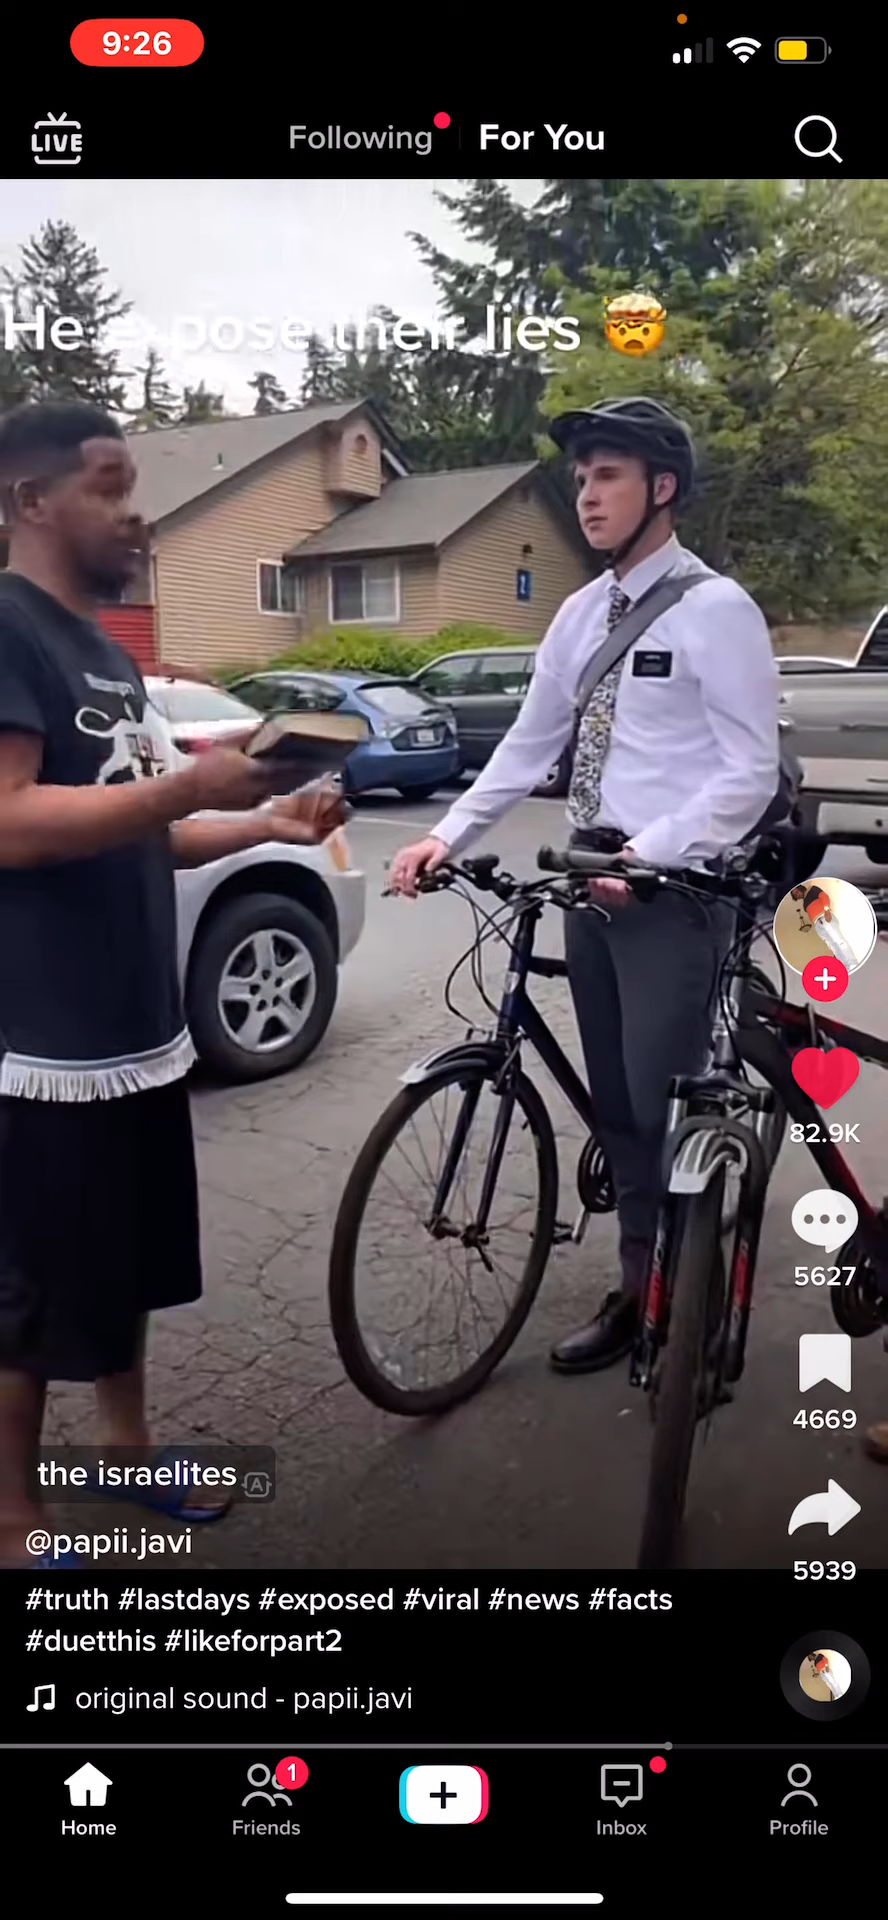 9:26
LIVE
Following
For You
He expose their lies 🤯
82.9K
5627
4669
the israelites
@papii.javi
5939
#truth #lastdays #exposed #viral #news #facts
#duetthis #likeforpart2
original sound - papii.javi
1
Home
Friends
Inbox
Profile